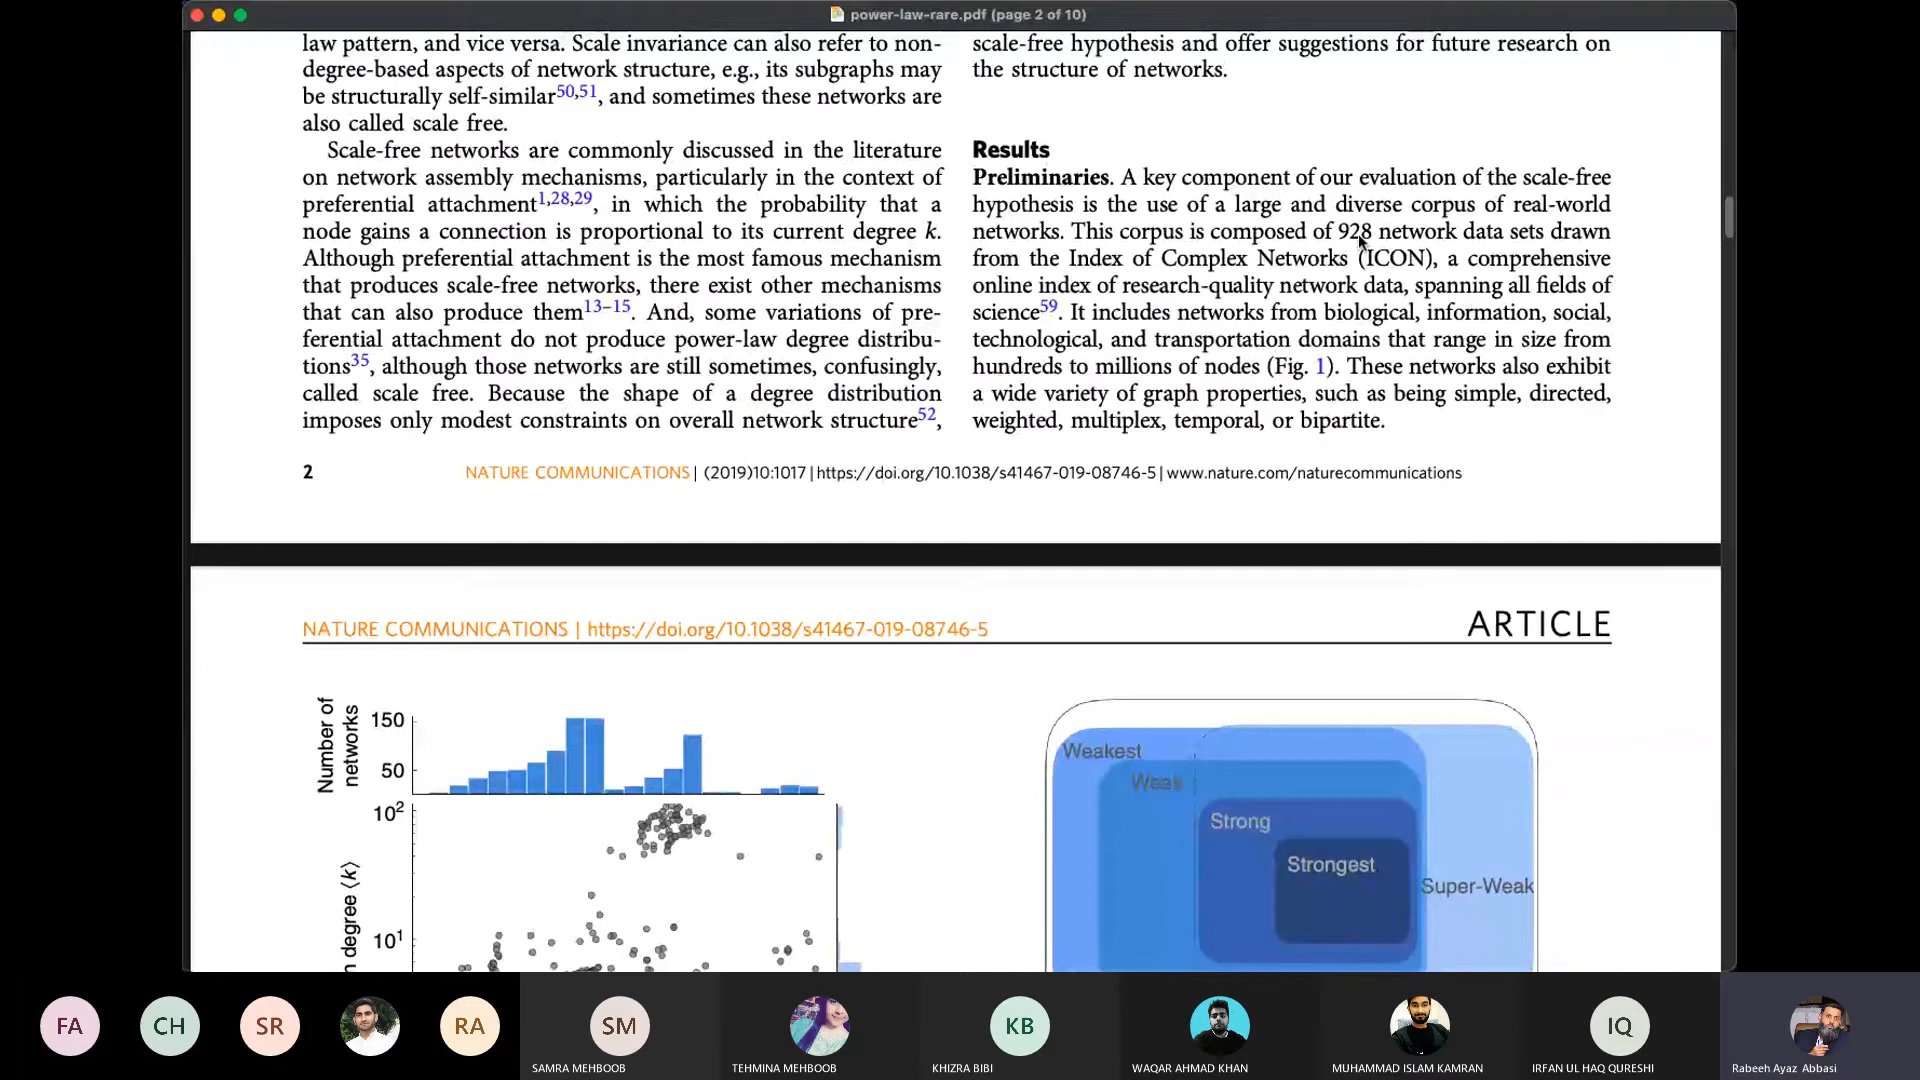 power-law-rare.pdf (page 2 of 10)
law pattern, and vice versa. Scale invariance can also refer to non-
degree-based aspects of network structure, e.g., its subgraphs may
be structurally self-similar50,51, and sometimes these networks are
also called scale free.
Scale-free networks are commonly discussed in the literature
on network assembly mechanisms, particularly in the context of
preferential attachment1,28,29, in which the probability that a
node gains a connection is proportional to its current degree k.
Although preferential attachment is the most famous mechanism
that produces scale-free networks, there exist other mechanisms
that can also produce them13–15. And, some variations of pre-
ferential attachment do not produce power-law degree distribu-
tions35, although those networks are still sometimes, confusingly,
called scale free. Because the shape of a degree distribution
imposes only modest constraints on overall network structure52,
scale-free hypothesis and offer suggestions for future research on
the structure of networks.
Results
Preliminaries. A key component of our evaluation of the scale-free
hypothesis is the use of a large and diverse corpus of real-world
networks. This corpus is composed of 928 network data sets drawn
from the Index of Complex Networks (ICON), a comprehensive
online index of research-quality network data, spanning all fields of
science59. It includes networks from biological, information, social,
technological, and transportation domains that range in size from
hundreds to millions of nodes (Fig. 1). These networks also exhibit
a wide variety of graph properties, such as being simple, directed,
weighted, multiplex, temporal, or bipartite.
2 NATURE COMMUNICATIONS | (2019)10:1017 | https://doi.org/10.1038/s41467-019-08746-5 | www.nature.com/naturecommunications
NATURE COMMUNICATIONS | https://doi.org/10.1038/s41467-019-08746-5 ARTICLE
Number of
networks
150
50
10²
10¹
n degree ⟨k⟩
Weakest
Weak
Strong
Strongest
Super-Weak
FA
CH
SR
RA
SM
KB
IQ
SAMRA MEHBOOB
TEHMINA MEHBOOB
KHIZRA BIBI
WAQAR AHMAD KHAN
MUHAMMAD ISLAM KAMRAN
IRFAN UL HAQ QURESHI
Rabeeh Ayaz Abbasi